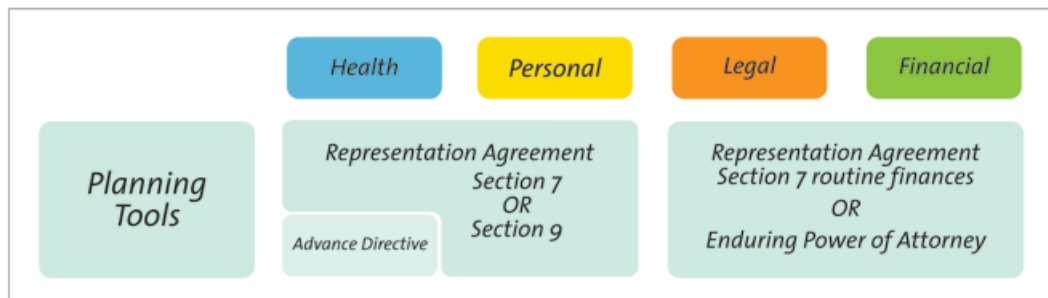 Health
Personal
Legal
Financial
Planning
Tools
Representation Agreement
Section 7
OR
Section 9
Advance Directive
Representation Agreement
Section 7 routine finances
OR
Enduring Power of Attorney